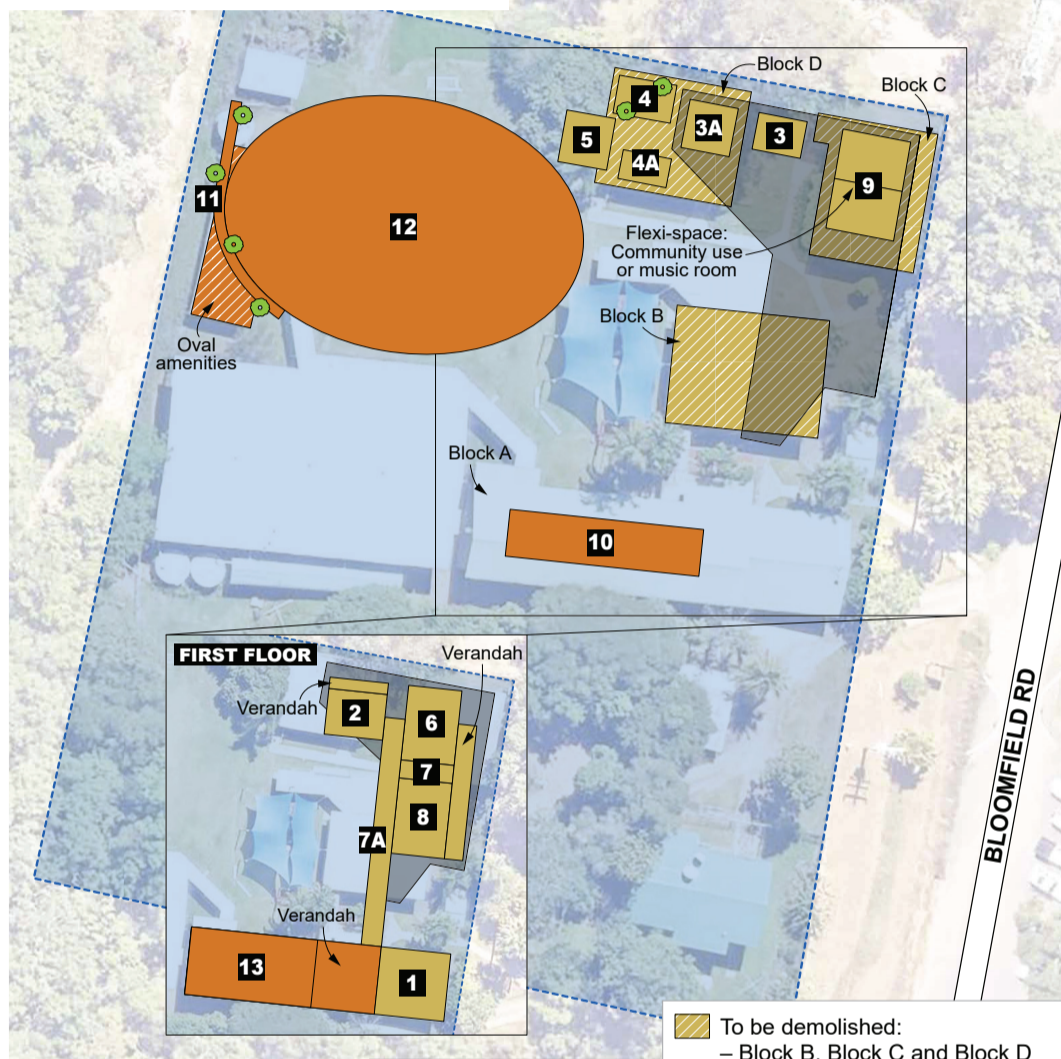 Block D
Block C
4
3A
3
5
4A
9
11
12
Flexi-space:
Community use
or music room
Block B
Oval
amenities
Block A
10
FIRST FLOOR
Verandah
Verandah
2
6
7
8
7A
Verandah
13
1
BLOOMFIELD RD
To be demolished:
– Block B, Block C and Block D